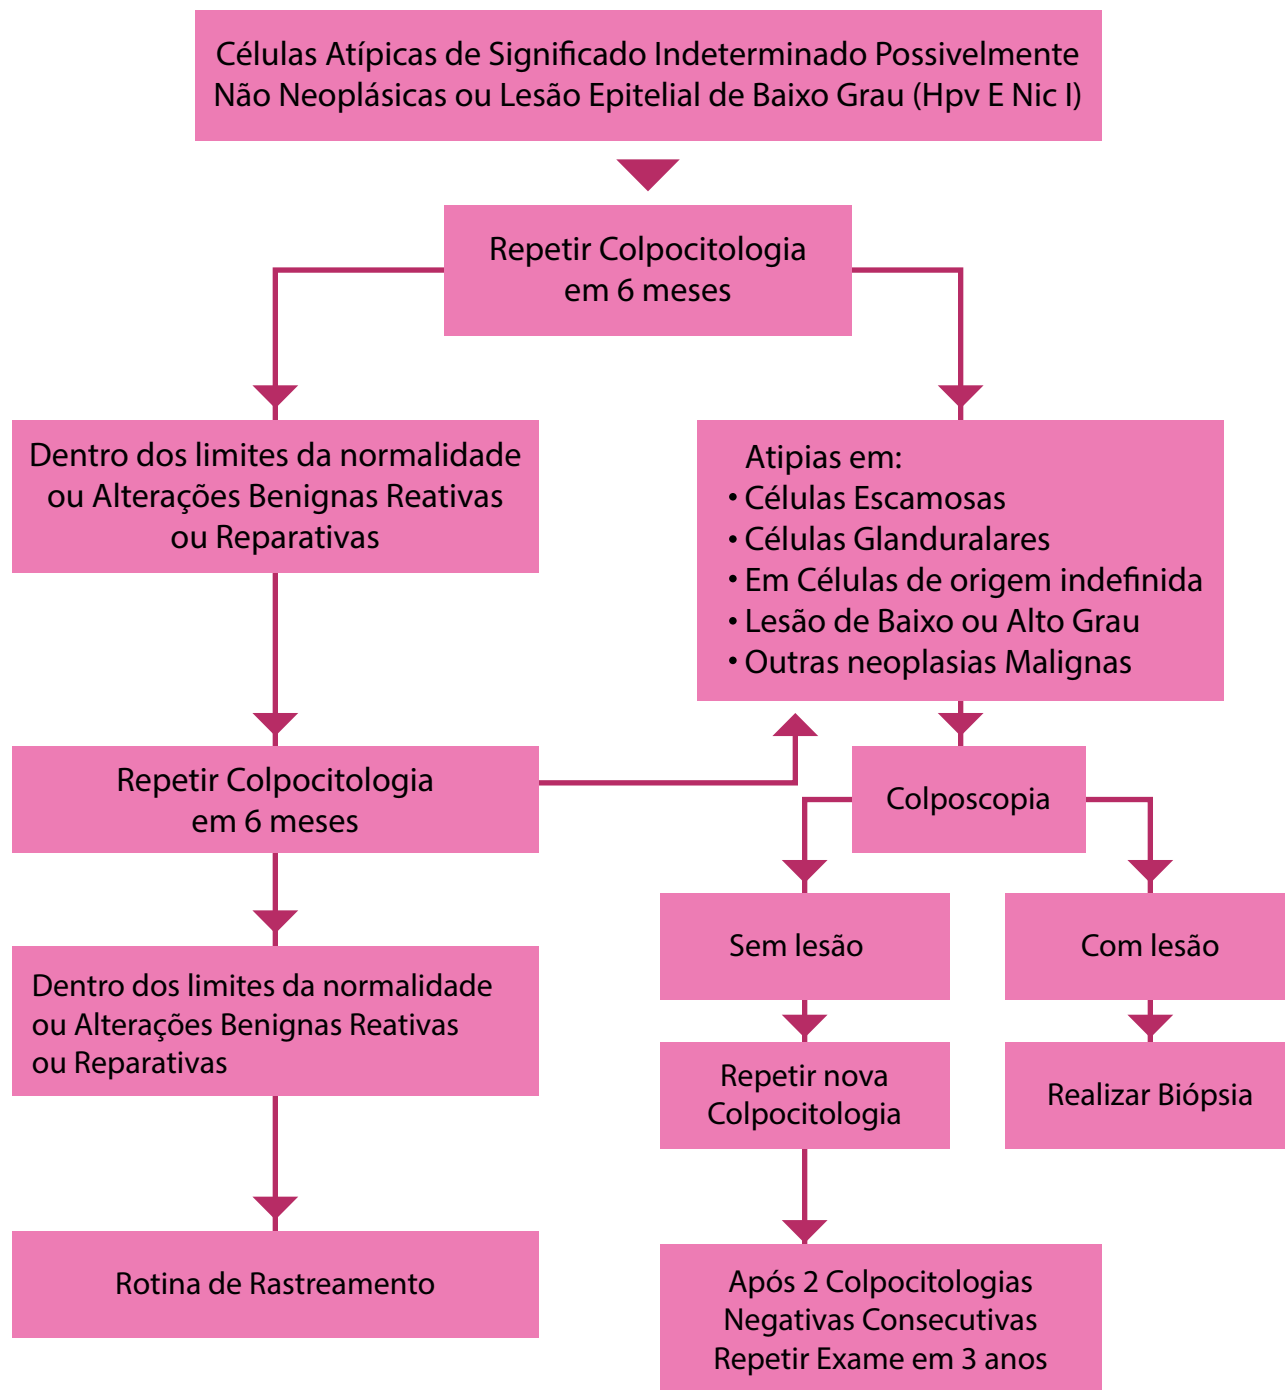 Células Atípicas de Significado Indeterminado Possivelmente
Não Neoplásicas ou Lesão Epitelial de Baixo Grau (Hpv E Nic I)
Repetir Colpocitologia
em 6 meses
Dentro dos limites da normalidade
ou Alterações Benignas Reativas
ou Reparativas
Atipias em:
• Células Escamosas
• Células Glanduralares
• Em Células de origem indefinida
• Lesão de Baixo ou Alto Grau
• Outras neoplasias Malignas
Repetir Colpocitologia
em 6 meses
Colposcopia
Sem lesão
Com lesão
Dentro dos limites da normalidade
ou Alterações Benignas Reativas
ou Reparativas
Repetir nova
Colpocitologia
Realizar Biópsia
Rotina de Rastreamento
Após 2 Colpocitologias
Negativas Consecutivas
Repetir Exame em 3 anos